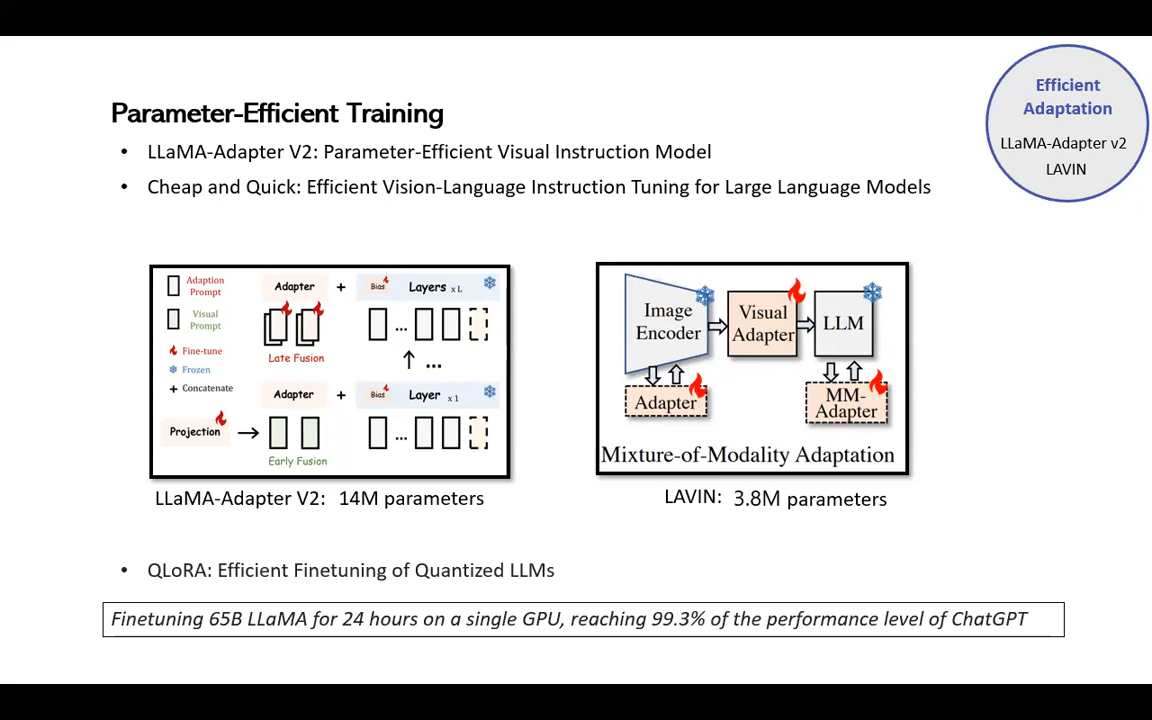 Efficient
Adaptation
LLaMA-Adapter v2
LAVIN
Parameter-Efficient Training
• LLaMA-Adapter V2: Parameter-Efficient Visual Instruction Model
• Cheap and Quick: Efficient Vision-Language Instruction Tuning for Large Language Models
Adaption
Prompt
Visual
Prompt
Fine-tune
Frozen
+ Concatenate
Projection
Adapter + Bias Layers x L
...
Late Fusion
...
Adapter + Bias Layer x 1
...
Early Fusion
LLaMA-Adapter V2: 14M parameters
Image
Encoder
Visual
Adapter
LLM
Adapter
MM-
Adapter
Mixture-of-Modality Adaptation
LAVIN: 3.8M parameters
• QLoRA: Efficient Finetuning of Quantized LLMs
Finetuning 65B LLaMA for 24 hours on a single GPU, reaching 99.3% of the performance level of ChatGPT